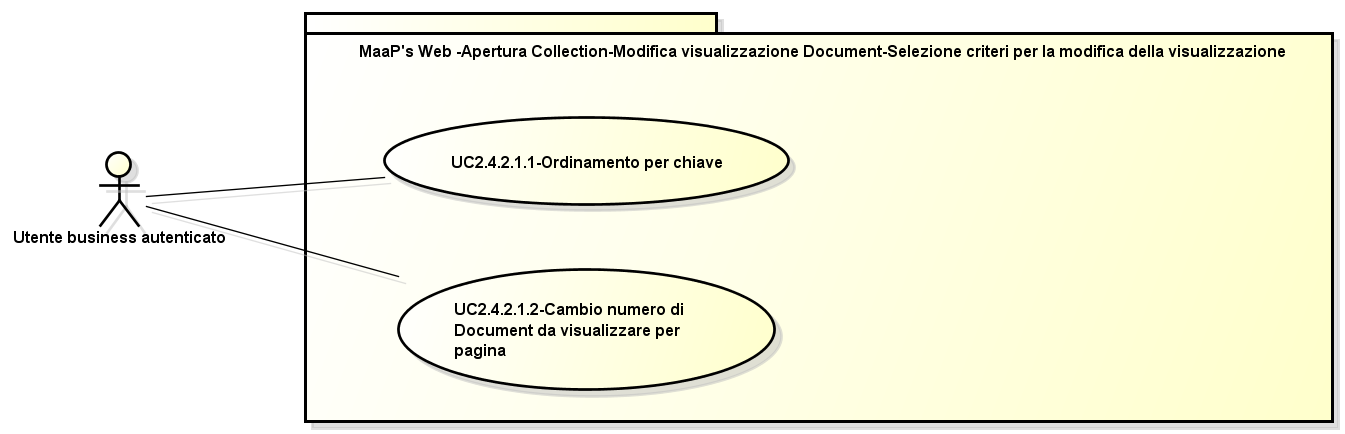 MaaP's Web -Apertura Collection-Modifica visualizzazione Document-Selezione criteri per la modifica della visualizzazione
UC2.4.2.1.1-Ordinamento per chiave
Utente business autenticato
UC2.4.2.1.2-Cambio numero di
Document da visualizzare per
pagina